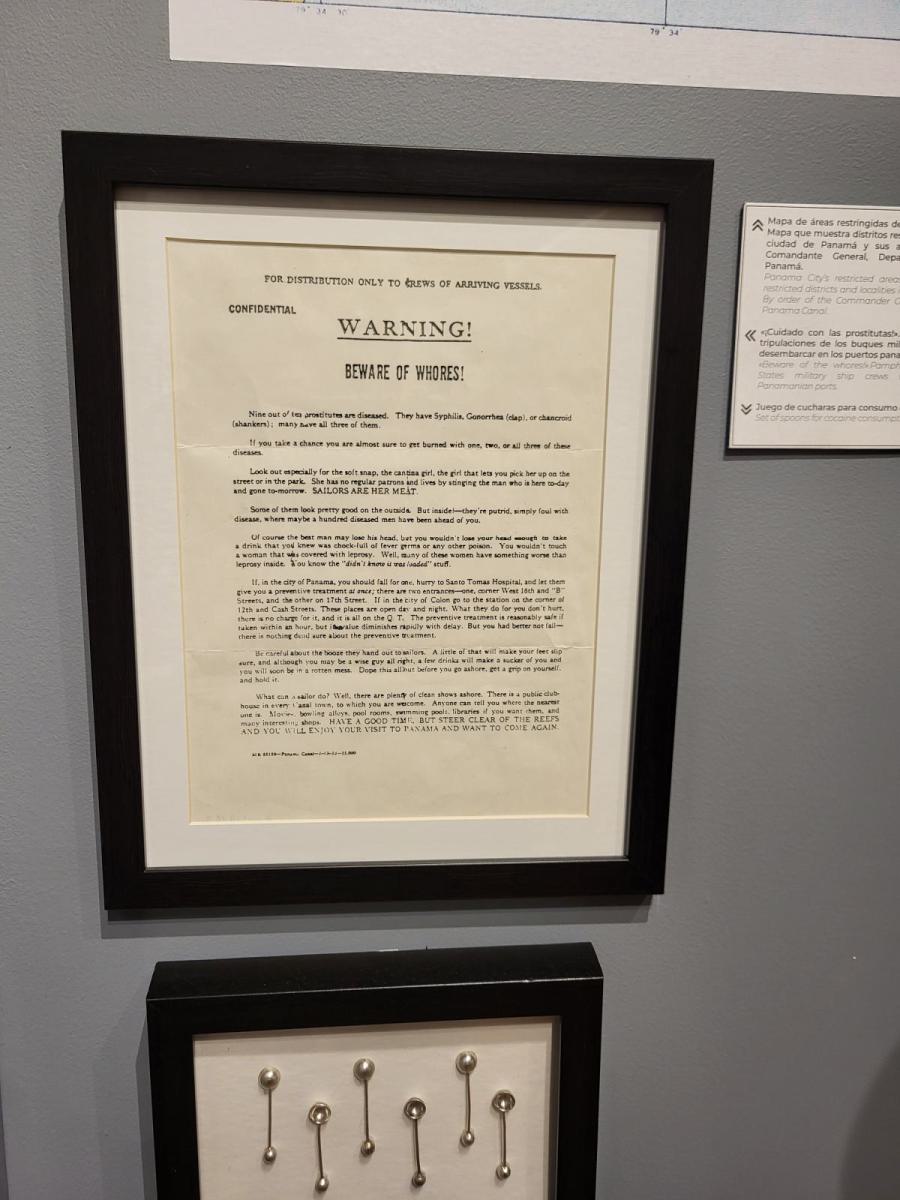 79° 34' 30"
79° 34'
FOR DISTRIBUTION ONLY TO CREWS OF ARRIVING VESSELS.
CONFIDENTIAL
WARNING!
BEWARE OF WHORES!
Nine out of ten prostitutes are diseased. They have Syphilis, Gonorrhea (clap), or chancroid
(shankers); many have all three of them.
If you take a chance you are almost sure to get burned with one, two, or all three of these
diseases.
Look out especially for the soft snap, the cantina girl, the girl that lets you pick her up on the
street or in the park. She has no regular patrons and lives by stinging the man who is here to-day
and gone to-morrow. SAILORS ARE HER MEAT.
Some of them look pretty good on the outside. But inside!—they're putrid, simply foul with
disease, where maybe a hundred diseased men have been ahead of you.
Of course the best man may lose his head, but you wouldn't lose your head enough to take
a drink that you knew was chock-full of fever germs or any other poison. You wouldn't touch
a woman that was covered with leprosy. Well, many of these women have something worse than
leprosy inside. You know the "didn't know it was loaded" stuff.
If, in the city of Panama, you should fall for one, hurry to Santo Tomas Hospital, and let them
give you a preventive treatment at once; there are two entrances—one, corner West 16th and "B"
Streets, and the other on 17th Street. If in the city of Colon go to the station on the corner of
12th and Cash Streets. These places are open day and night. What they do for you don't hurt,
there is no charge for it, and it is all on the Q. T. The preventive treatment is reasonably safe if
taken within an hour, but its value diminishes rapidly with delay. But you had better not fall—
there is nothing dead sure about the preventive treatment.
Be careful about the booze they hand out to sailors. A little of that will make your feet slip
sure, and although you may be a wise guy all right, a few drinks will make a sucker of you and
you will soon be in a rotten mess. Dope this all out before you go ashore, get a grip on yourself,
and hold it.
What can a sailor do? Well, there are plenty of clean shows ashore. There is a public club-
house in every Canal town, to which you are welcome. Anyone can tell you where the nearest
one is. Movies, bowling alleys, pool rooms, swimming pools, libraries if you want them, and
many interesting shops. HAVE A GOOD TIME, BUT STEER CLEAR OF THE REEFS
AND YOU WILL ENJOY YOUR VISIT TO PANAMA AND WANT TO COME AGAIN.
Panama Canal
Mapa de áreas restringidas de
Mapa que muestra distritos res
ciudad de Panamá y sus a
Comandante General, Depa
Panamá.
Panama City's restricted areas
restricted districts and localities
By order of the Commander G
Panama Canal.
«¡Cuidado con las prostitutas!».
tripulaciones de los buques mil
desembarcar en los puertos pana
«Beware of the whores!» Pamph
States military ship crews
Panamanian ports.
Juego de cucharas para consumo
Set of spoons for cocaine consumpt